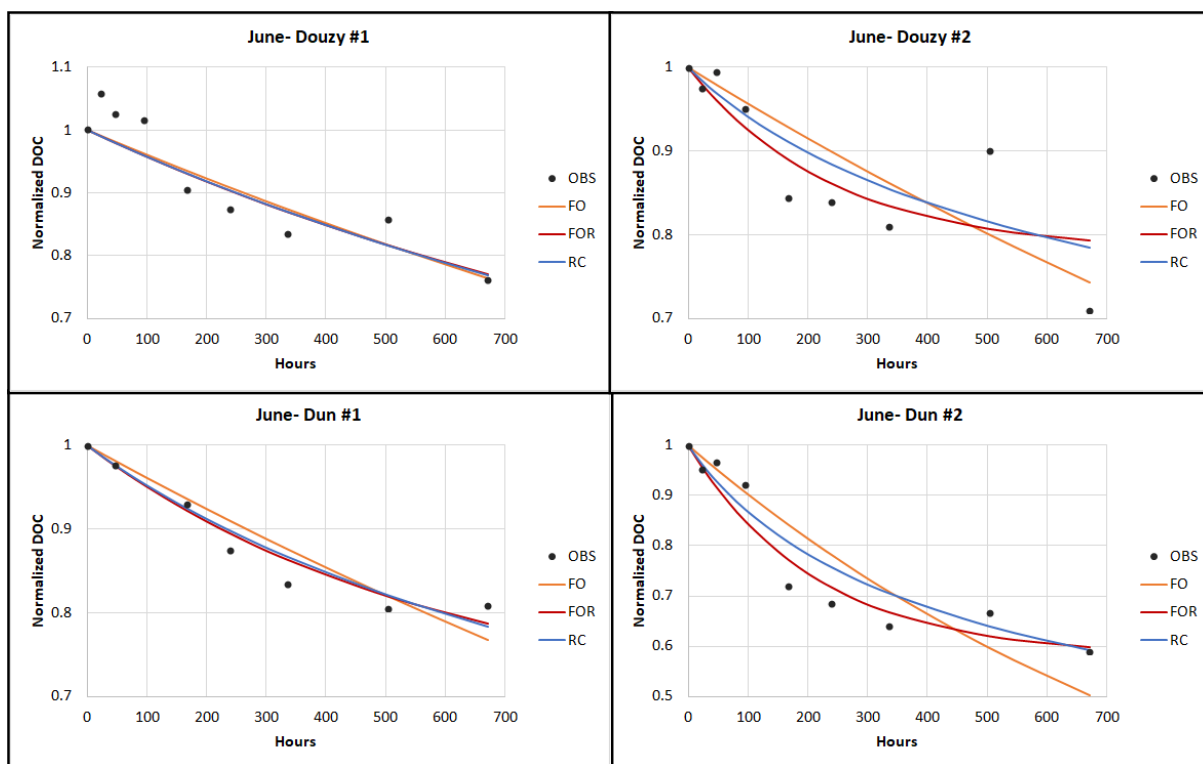 June- Douzy #1
1.1
1
0.9
0.8
0.7
Normalized DOC
0 100 200 300 400 500 600 700
Hours
OBS
FO
FOR
RC
June- Douzy #2
1
0.9
0.8
0.7
Normalized DOC
0 100 200 300 400 500 600 700
Hours
OBS
FO
FOR
RC
June- Dun #1
1
0.9
0.8
0.7
Normalized DOC
0 100 200 300 400 500 600 700
Hours
OBS
FO
FOR
RC
June- Dun #2
1
0.9
0.8
0.7
0.6
0.5
Normalized DOC
0 100 200 300 400 500 600 700
Hours
OBS
FO
FOR
RC